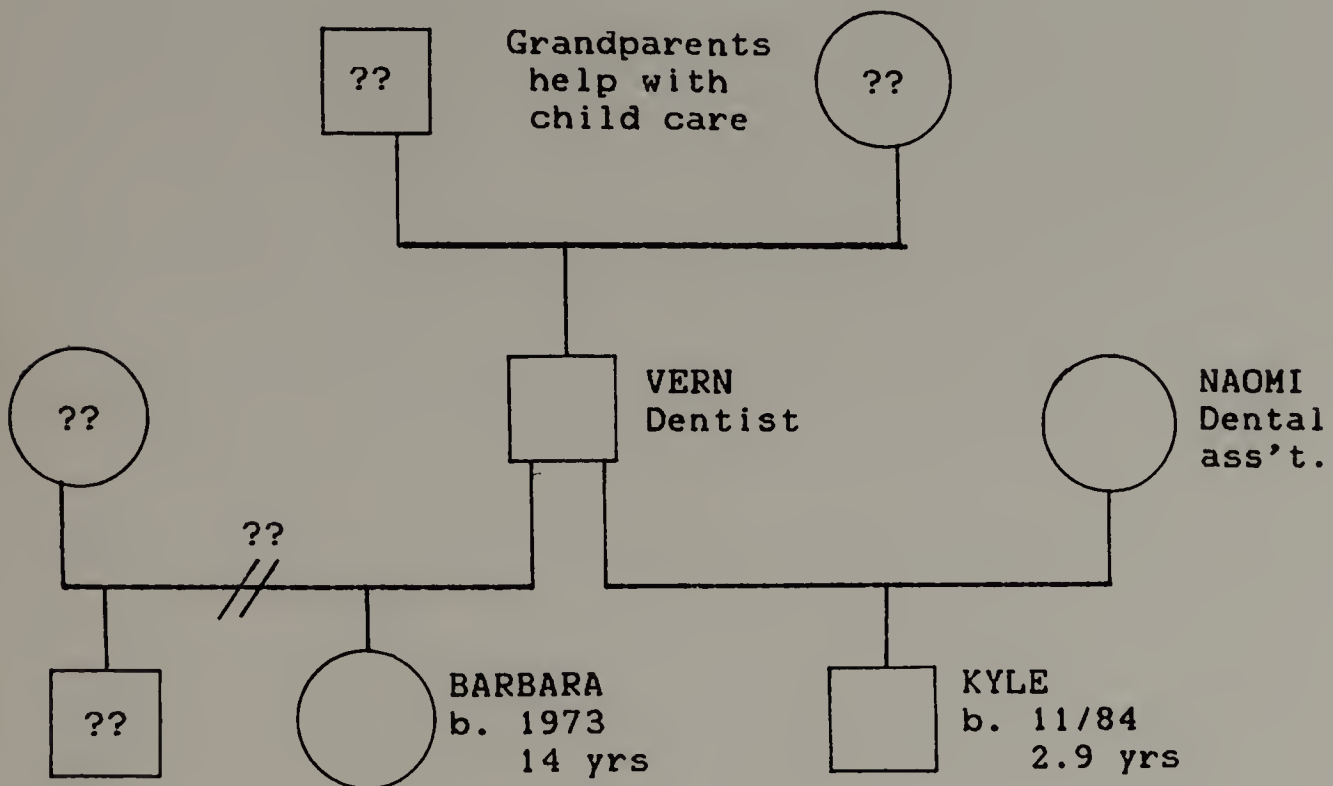 Grandparents
help with
child care
??
??
VERN
Dentist
NAOMI
Dental
ass't.
??
??
BARBARA
b. 1973
14 yrs
KYLE
b. 11/84
2.9 yrs
??